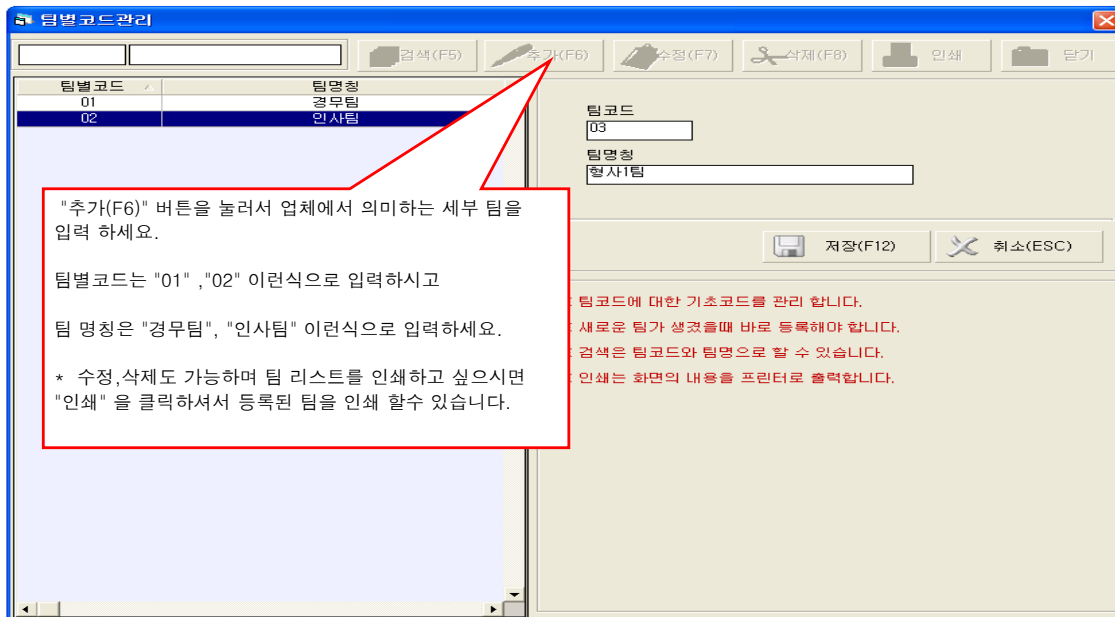 팀별코드관리
검색(F5) 추가(F6) 수정(F7) 삭제(F8) 인쇄 닫기
팀별코드 팀명칭
01 경무팀
02 인사팀
팀코드
03
팀명칭
형사1팀
저장(F12) 취소(ESC)
"추가(F6)" 버튼을 눌러서 업체에서 의미하는 세부 팀을
입력 하세요.
팀별코드는 "01" ,"02" 이런식으로 입력하시고
팀 명칭은 "경무팀", "인사팀" 이런식으로 입력하세요.
* 수정,삭제도 가능하며 팀 리스트를 인쇄하고 싶으시면
"인쇄" 을 클릭하셔서 등록된 팀을 인쇄 할수 있습니다.
팀코드에 대한 기초코드를 관리 합니다.
새로운 팀가 생겼을때 바로 등록해야 합니다.
검색은 팀코드와 팀명으로 할 수 있습니다.
인쇄는 화면의 내용을 프린터로 출력합니다.